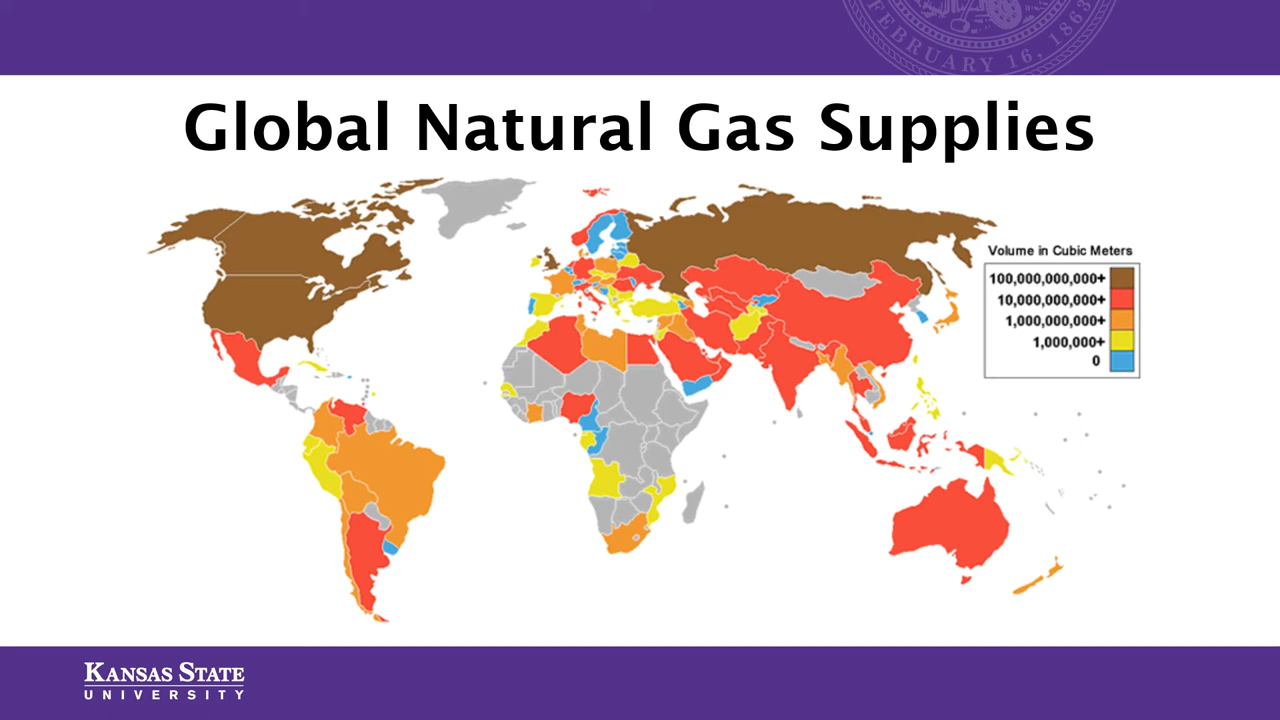 FEBRUARY 16, 1863
Global Natural Gas Supplies
Volume in Cubic Meters
100,000,000,000+
10,000,000,000+
1,000,000,000+
1,000,000+
0
KANSAS STATE
UNIVERSITY